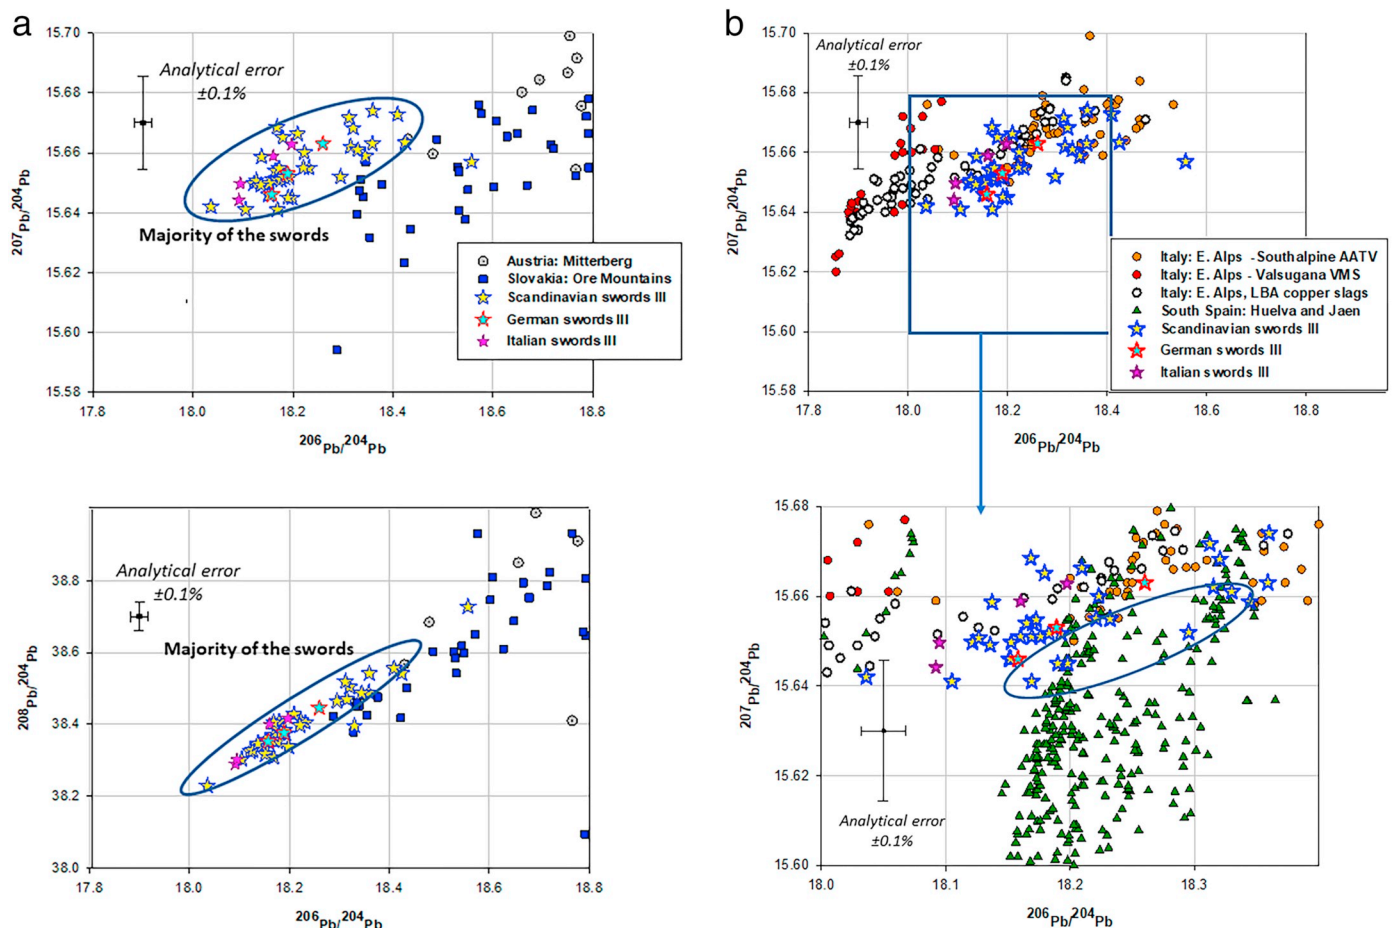 a
15.70
15.68
15.66
15.64
15.62
15.60
15.58
207Pb/204Pb
Analytical error
±0.1%
Majority of the swords
Austria: Mitterberg
Slovakia: Ore Mountains
Scandinavian swords III
German swords III
Italian swords III
17.8 18.0 18.2 18.4 18.6 18.8
206Pb/204Pb
38.8
38.6
38.4
38.2
38.0
208Pb/204Pb
Analytical error
±0.1%
Majority of the swords
17.8 18.0 18.2 18.4 18.6 18.8
206Pb/204Pb
b
15.70
15.68
15.66
15.64
15.62
15.60
15.58
207Pb/204Pb
Analytical error
±0.1%
Italy: E. Alps - Southalpine AATV
Italy: E. Alps - Valsugana VMS
Italy: E. Alps, LBA copper slags
South Spain: Huelva and Jaen
Scandinavian swords III
German swords III
Italian swords III
17.8 18.0 18.2 18.4 18.6 18.8
206Pb/204Pb
15.68
15.66
15.64
15.62
15.60
207Pb/204Pb
Analytical error
±0.1%
18.0 18.1 18.2 18.3
206Pb/204Pb